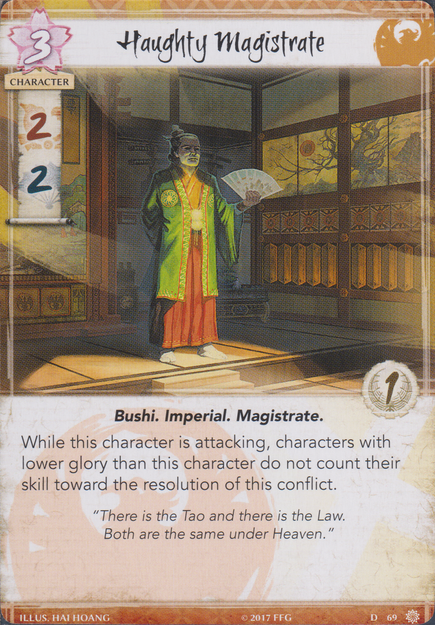 3
Haughty Magistrate
CHARACTER
2
2
1
Bushi. Imperial. Magistrate.
While this character is attacking, characters with
lower glory than this character do not count their
skill toward the resolution of this conflict.
“There is the Tao and there is the Law.
Both are the same under Heaven.”
ILLUS. HAI HOANG © 2017 FFG D 69